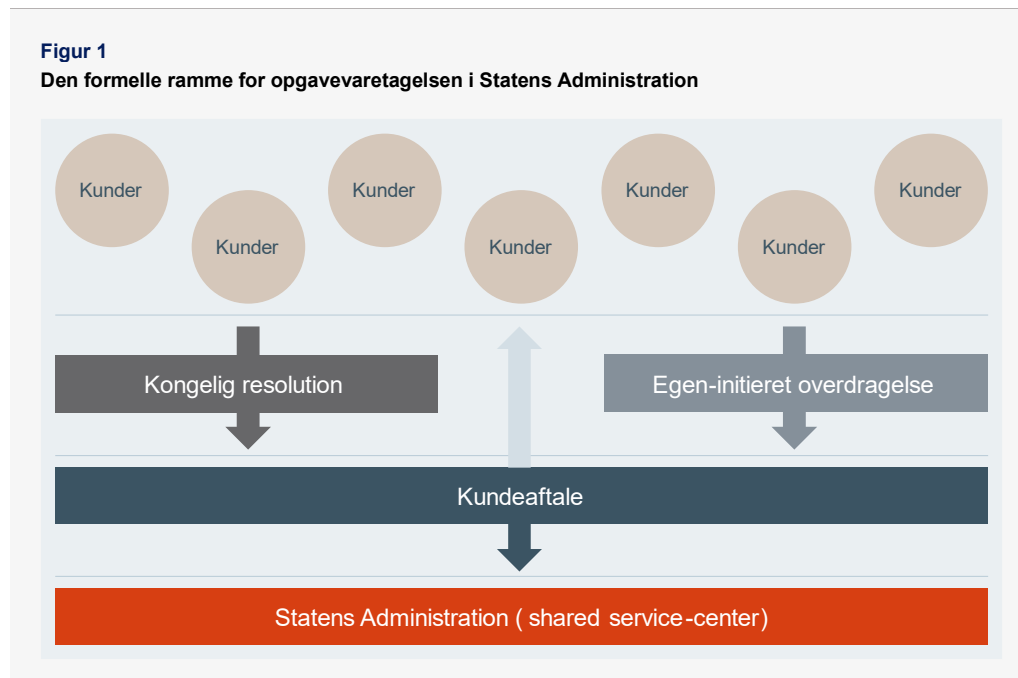 Figur 1
Den formelle ramme for opgavevaretagelsen i Statens Administration
Kunder
Kunder
Kunder
Kunder
Kunder
Kunder
Kunder
Kongelig resolution
Egen-initieret overdragelse
Kundeaftale
Statens Administration ( shared service-center)